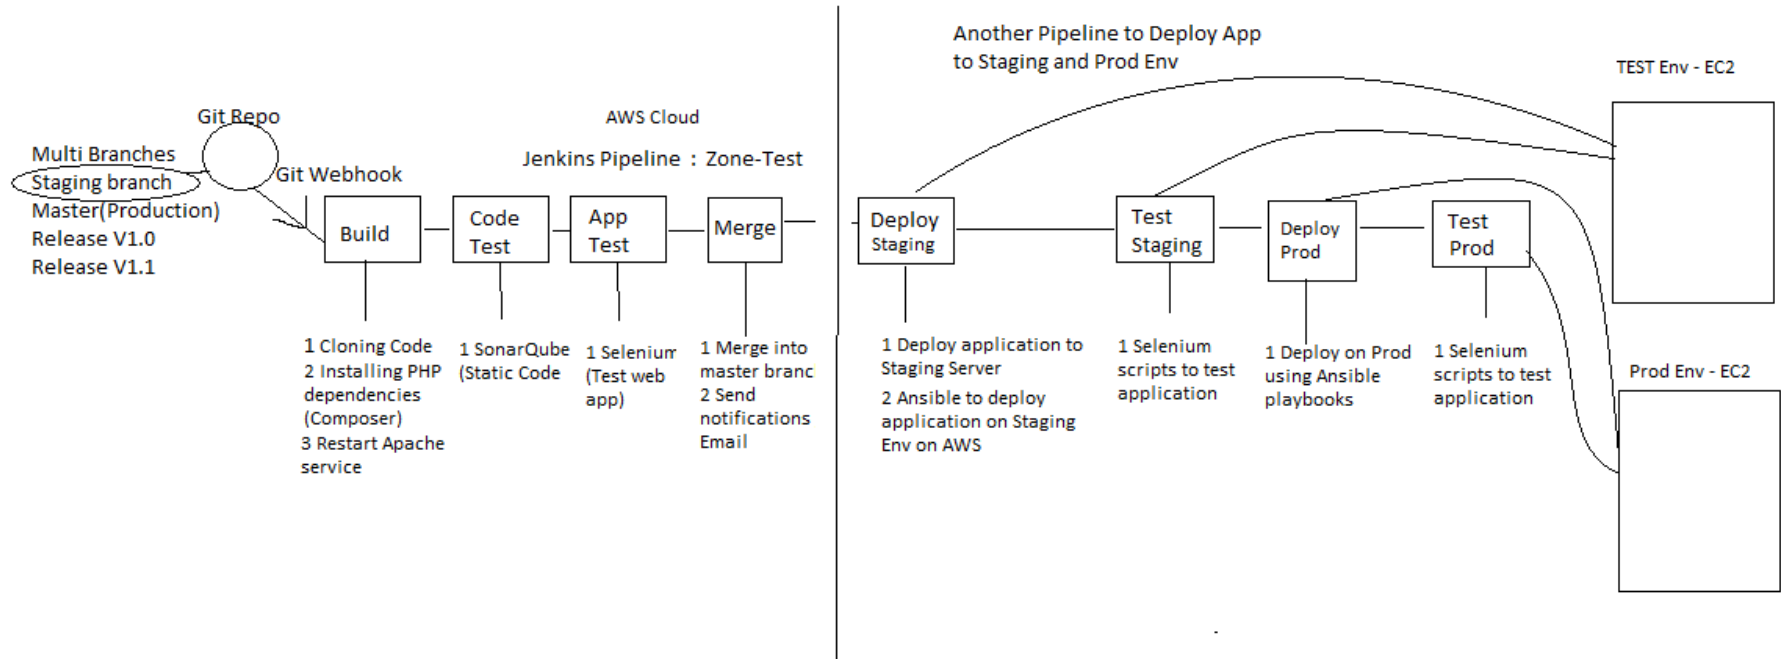 Another Pipeline to Deploy App
to Staging and Prod Env
TEST Env - EC2
Git Repo
AWS Cloud
Multi Branches
Staging branch
Master(Production)
Release V1.0
Release V1.1
Jenkins Pipeline : Zone-Test
Git Webhook
Build
Code
Test
App
Test
Merge
Deploy
Staging
Test
Staging
Deploy
Prod
Test
Prod
1 Cloning Code
2 Installing PHP
dependencies
(Composer)
3 Restart Apache
service
1 SonarQube
(Static Code
1 Selenium
(Test web
app)
1 Merge into
master branc
2 Send
notifications
Email
1 Deploy application to
Staging Server
2 Ansible to deploy
application on Staging
Env on AWS
1 Selenium
scripts to test
application
1 Deploy on Prod
using Ansible
playbooks
1 Selenium
scripts to test
application
Prod Env - EC2